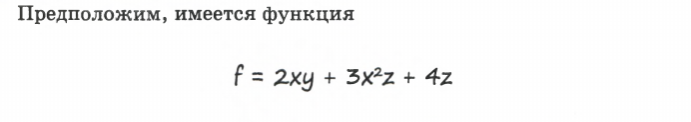 Предположим, имеется функция
f = 2xy + 3x²z + 4z